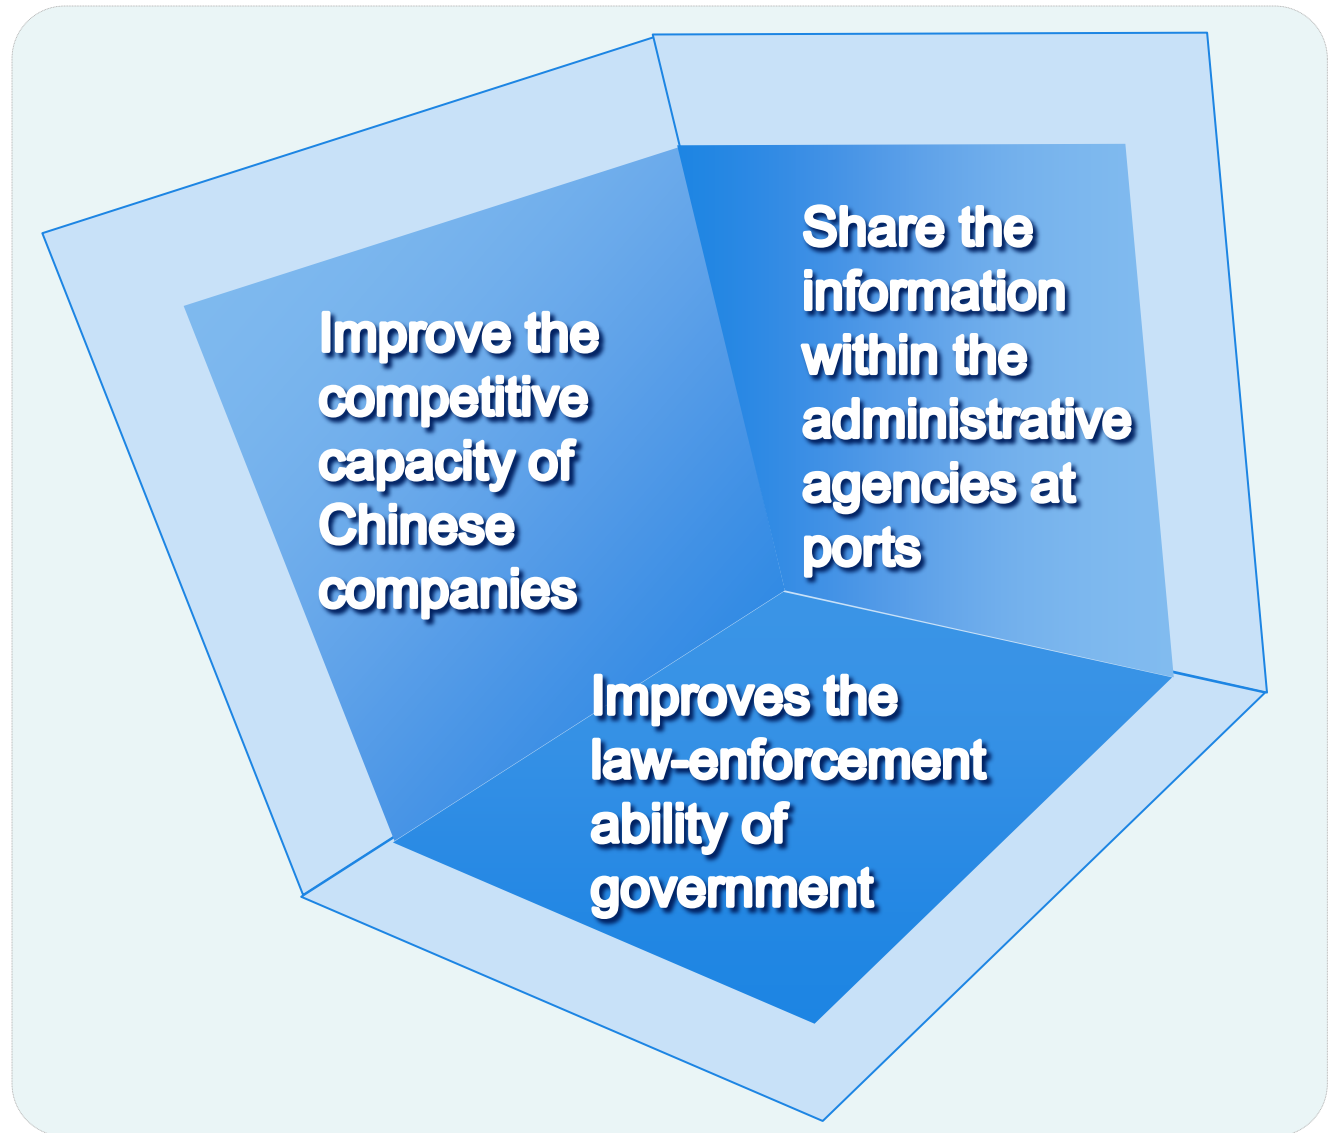 Improve the
competitive
capacity of
Chinese
companies
Share the
information
within the
administrative
agencies at
ports
Improves the
law-enforcement
ability of
government